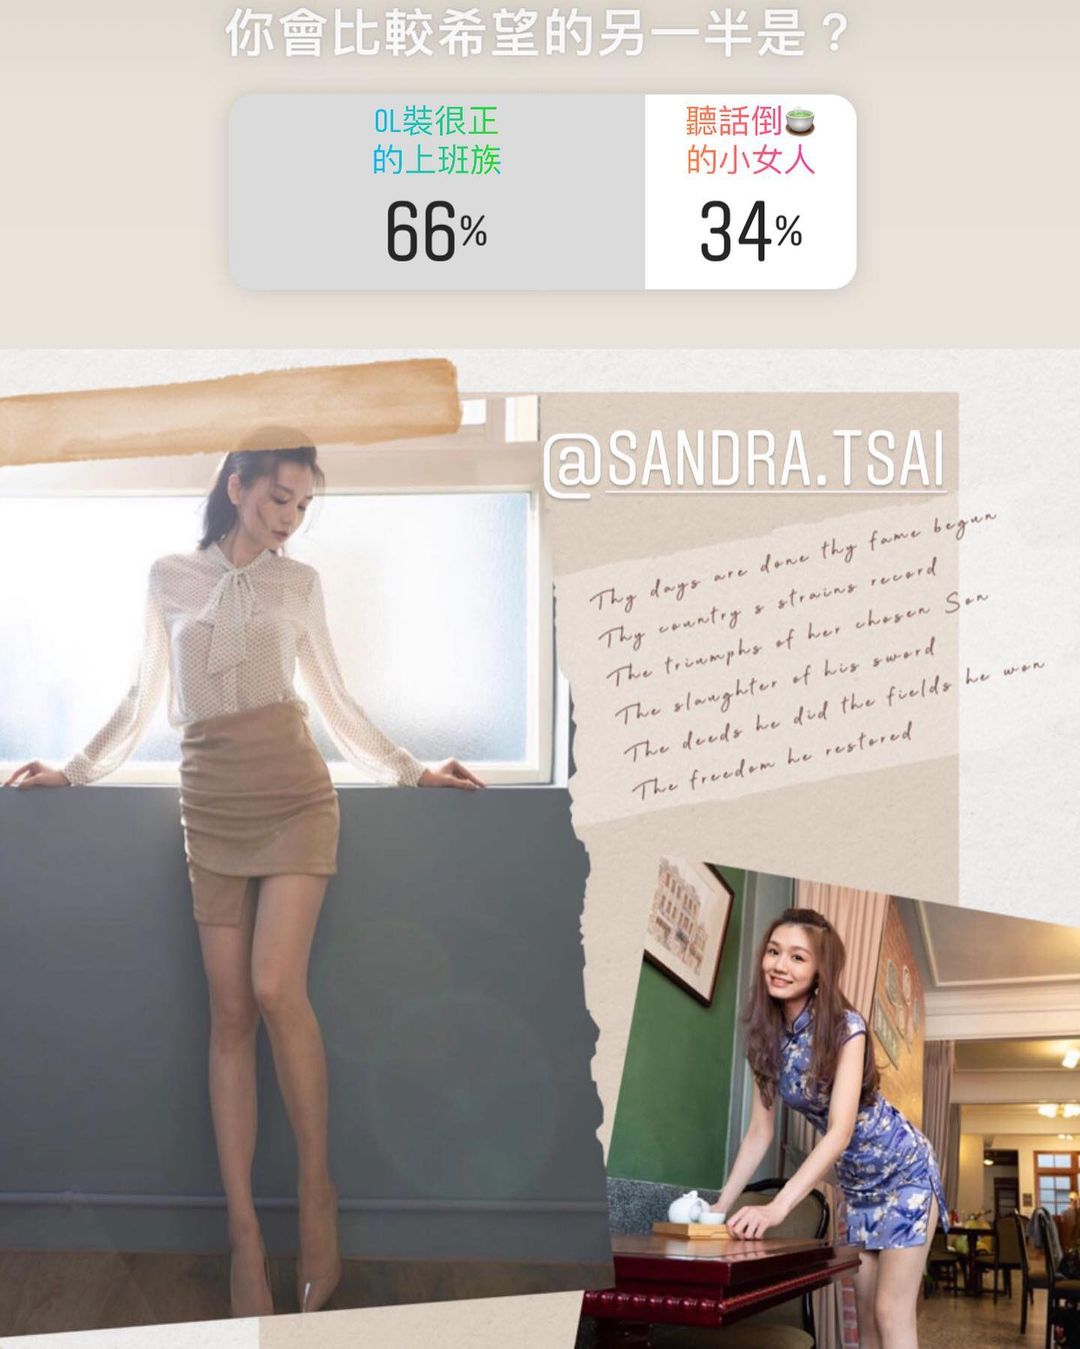 你會比較希望的另一半是？
OL裝很正
的上班族
66%
聽話倒🍵
的小女人
34%
@SANDRA.TSAI
Thy days are done thy fame begun
Thy country s strains record
The triumphs of her chosen Son
The slaughter of his sword
The deeds he did the fields he won
The freedom he restored